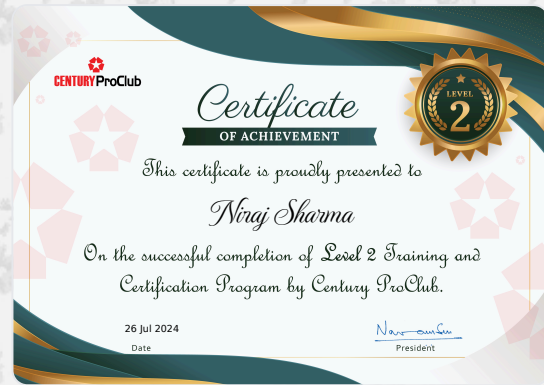 CENTURY ProClub
LEVEL
2
Certificate
OF ACHIEVEMENT
This certificate is proudly presented to
Niraj Sharma
On the successful completion of Level 2 Training and
Certification Program by Century ProClub.
26 Jul 2024
Date
President